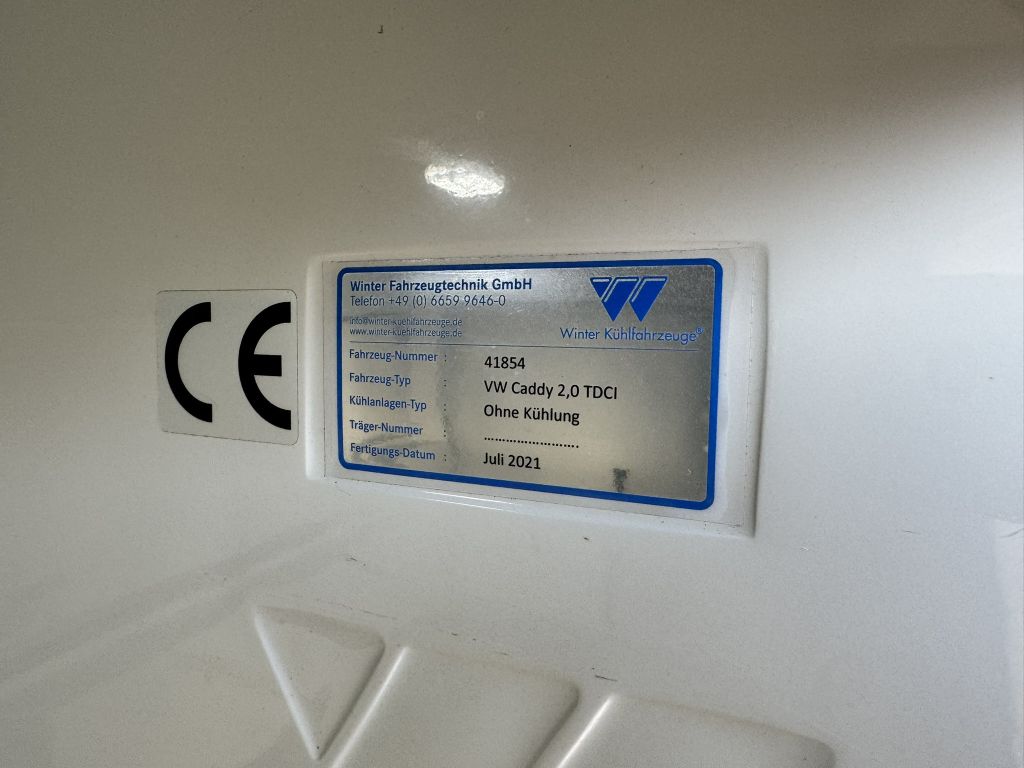 CE
Winter Fahrzeugtechnik GmbH
Telefon +49 (0) 6659 9646-0
info@winter-kuehlfahrzeuge.de
www.winter-kuehlfahrzeuge.de
W
Winter Kühlfahrzeuge®
Fahrzeug-Nummer : 41854
Fahrzeug-Typ : VW Caddy 2,0 TDCI
Kühlanlagen-Typ : Ohne Kühlung
Träger-Nummer : ........................
Fertigungs-Datum : Juli 2021